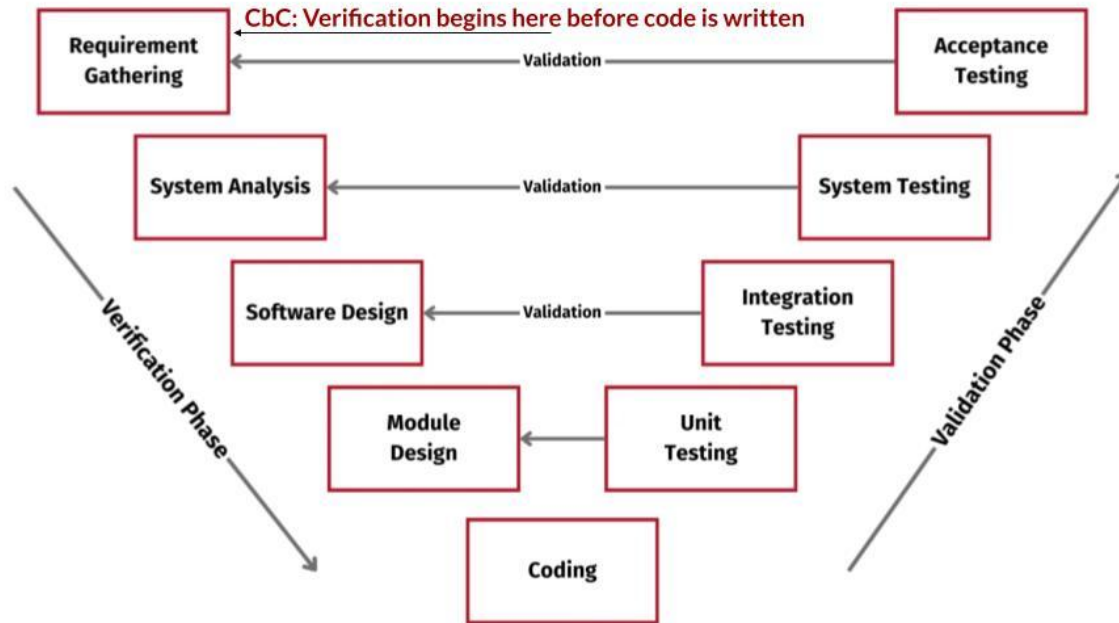 CbC: Verification begins here before code is written
Requirement
Gathering
Validation
Acceptance
Testing
System Analysis
Validation
System Testing
Software Design
Validation
Integration
Testing
Verification Phase
Validation Phase
Module
Design
Unit
Testing
Coding